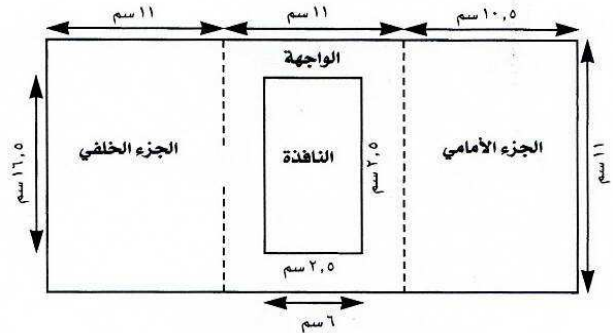 ١٠,٥ سم
١١ سم
١١ سم
الواجهة
الجزء الأمامي
النافذة
الجزء الخلفي
١١ سم
٢,٥ سم
١٦,٥ سم
٢,٥ سم
٦ سم